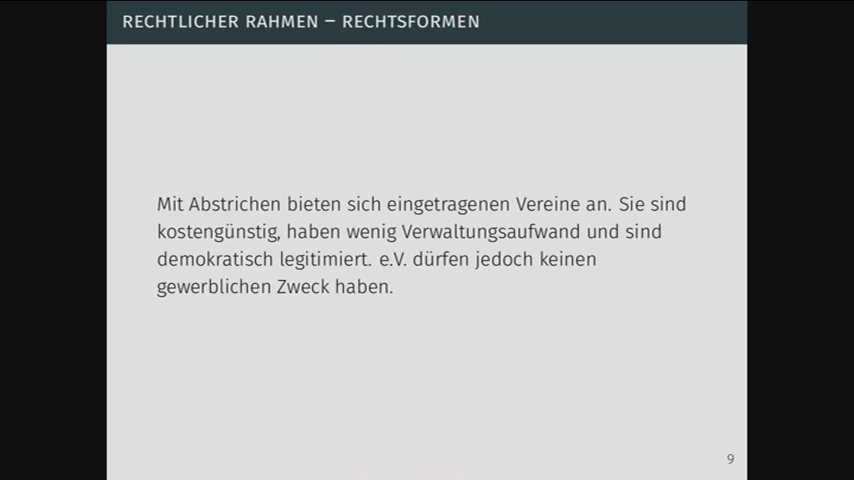 RECHTLICHER RAHMEN – RECHTSFORMEN
Mit Abstrichen bieten sich eingetragenen Vereine an. Sie sind
kostengünstig, haben wenig Verwaltungsaufwand und sind
demokratisch legitimiert. e.V. dürfen jedoch keinen
gewerblichen Zweck haben.
9